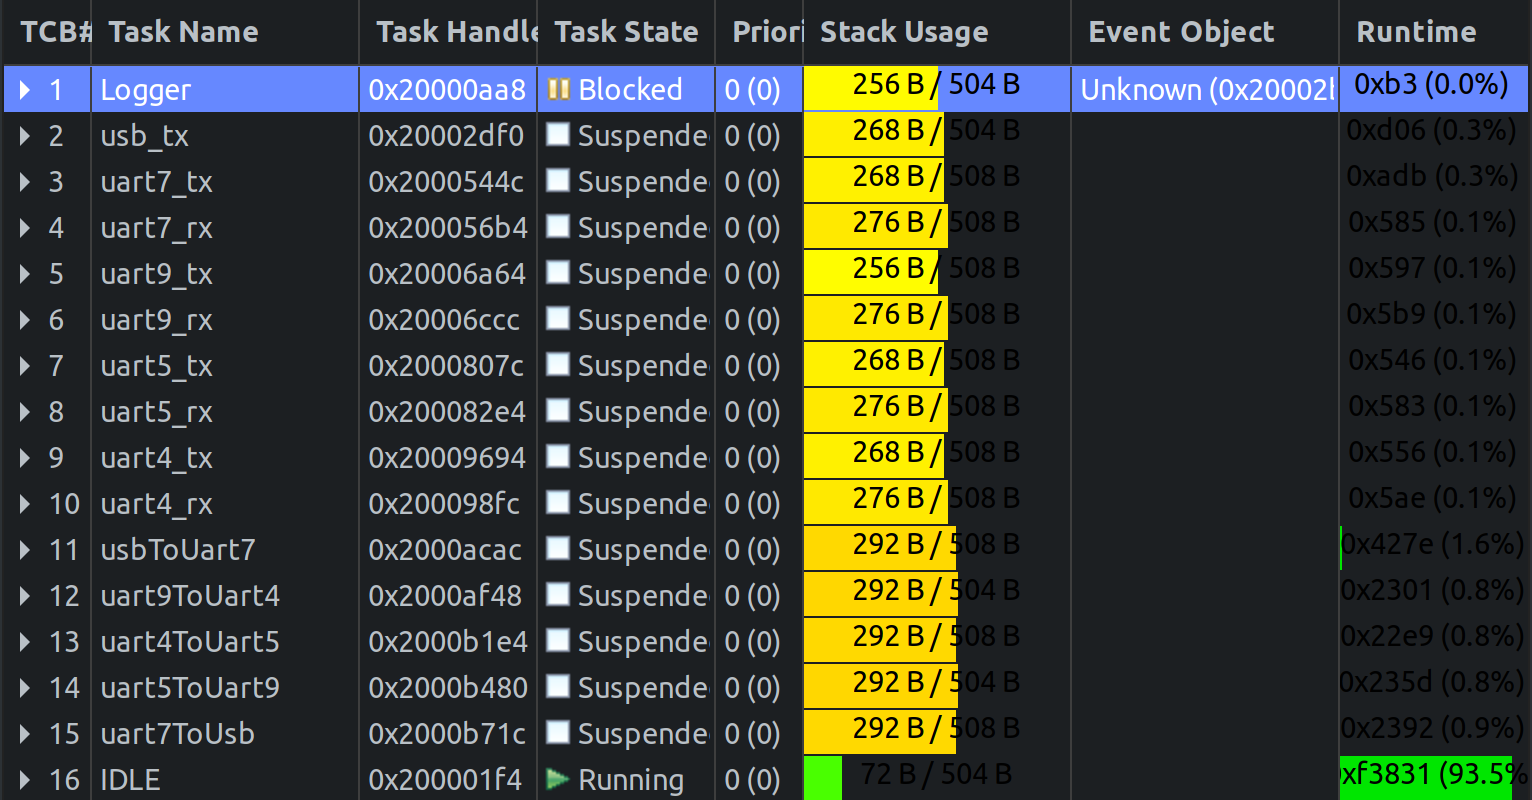 TCB# Task Name Task Handle Task State Priori Stack Usage Event Object Runtime
1 Logger 0x20000aa8 Blocked 0 (0) 256 B / 504 B Unknown (0x20002b 0xb3 (0.0%)
2 usb_tx 0x20002df0 Suspende 0 (0) 268 B / 504 B 0xd06 (0.3%)
3 uart7_tx 0x2000544c Suspende 0 (0) 268 B / 508 B 0xadb (0.3%)
4 uart7_rx 0x200056b4 Suspende 0 (0) 276 B / 508 B 0x585 (0.1%)
5 uart9_tx 0x20006a64 Suspende 0 (0) 256 B / 508 B 0x597 (0.1%)
6 uart9_rx 0x20006ccc Suspende 0 (0) 276 B / 508 B 0x5b9 (0.1%)
7 uart5_tx 0x2000807c Suspende 0 (0) 268 B / 508 B 0x546 (0.1%)
8 uart5_rx 0x200082e4 Suspende 0 (0) 276 B / 508 B 0x583 (0.1%)
9 uart4_tx 0x20009694 Suspende 0 (0) 268 B / 508 B 0x556 (0.1%)
10 uart4_rx 0x200098fc Suspende 0 (0) 276 B / 508 B 0x5ae (0.1%)
11 usbToUart7 0x2000acac Suspende 0 (0) 292 B / 508 B 0x427e (1.6%)
12 uart9ToUart4 0x2000af48 Suspende 0 (0) 292 B / 504 B 0x2301 (0.8%)
13 uart4ToUart5 0x2000b1e4 Suspende 0 (0) 292 B / 508 B 0x22e9 (0.8%)
14 uart5ToUart9 0x2000b480 Suspende 0 (0) 292 B / 504 B 0x235d (0.8%)
15 uart7ToUsb 0x2000b71c Suspende 0 (0) 292 B / 508 B 0x2392 (0.9%)
16 IDLE 0x200001f4 Running 0 (0) 72 B / 504 B xf3831 (93.5%